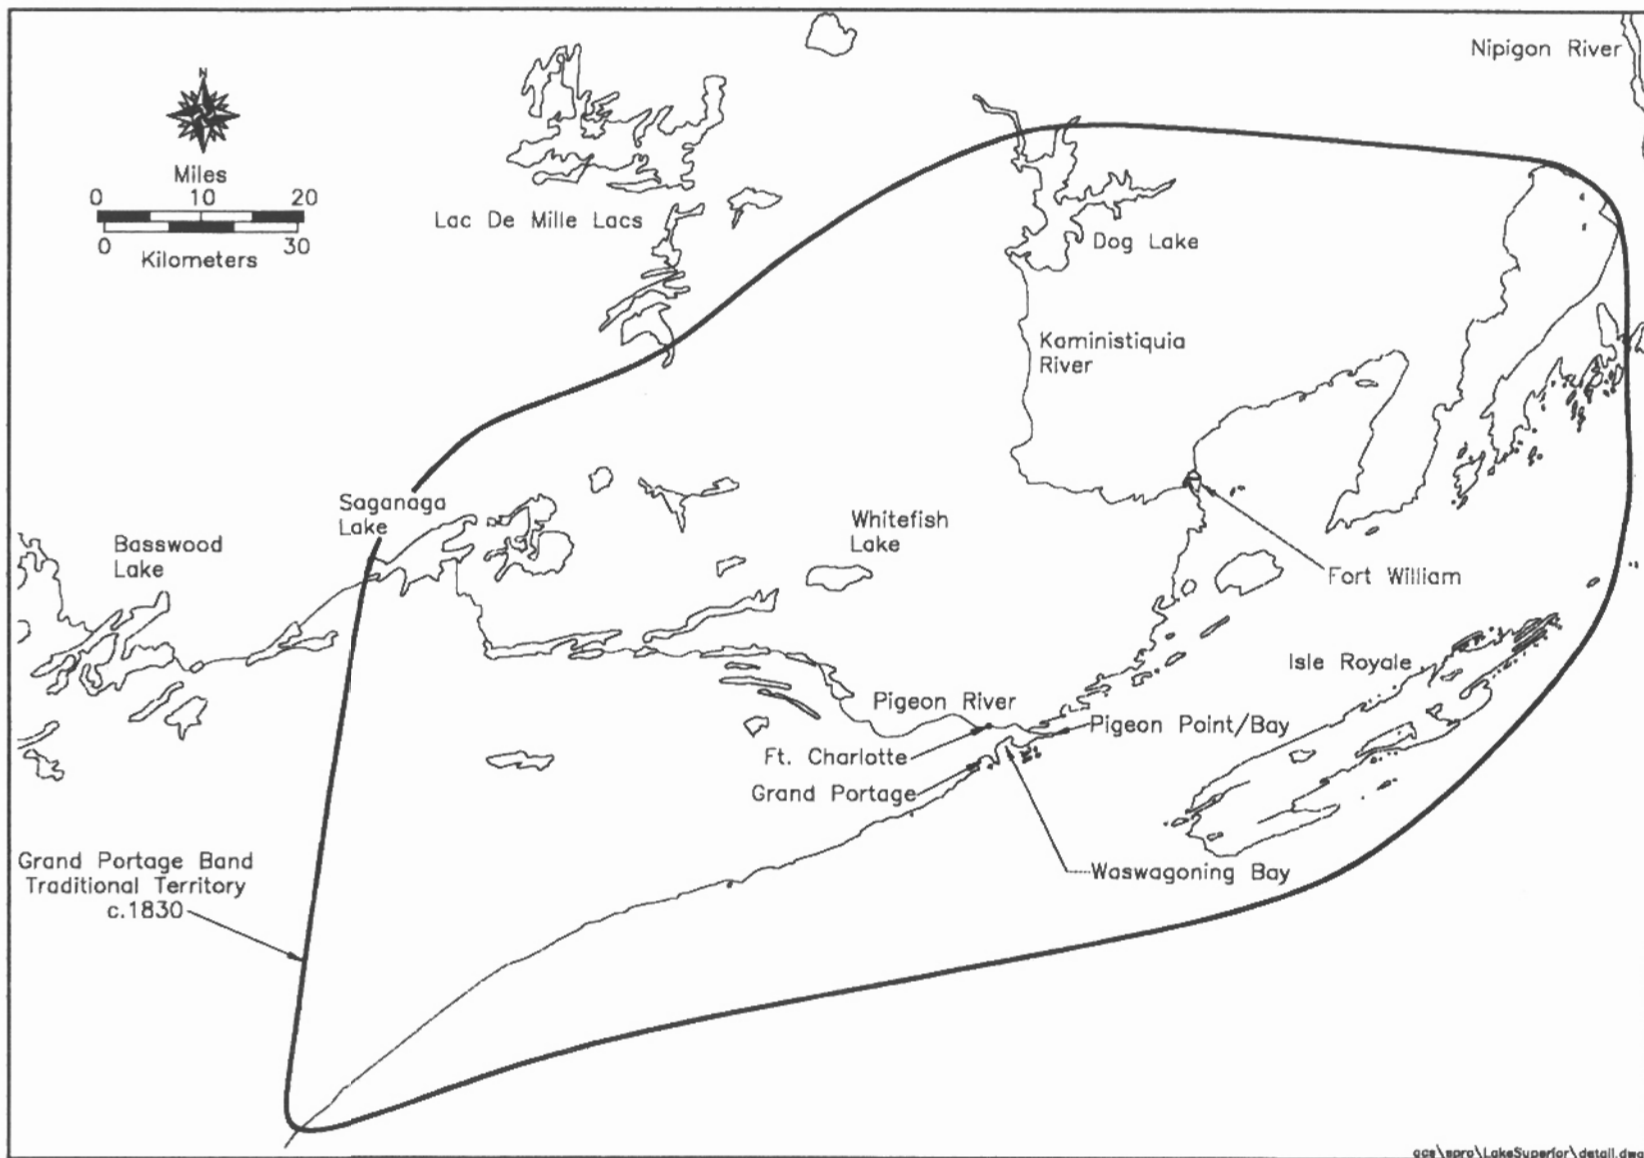 Nipigon River
N
Miles
0 10 20
0 30
Kilometers
Lac De Mille Lacs
Dog Lake
Kaministiquia
River
Saganaga
Lake
Basswood
Lake
Whitefish
Lake
Fort William
Isle Royale
Pigeon River
Pigeon Point/Bay
Ft. Charlotte
Grand Portage
Waswagoning Bay
Grand Portage Band
Traditional Territory
c.1830